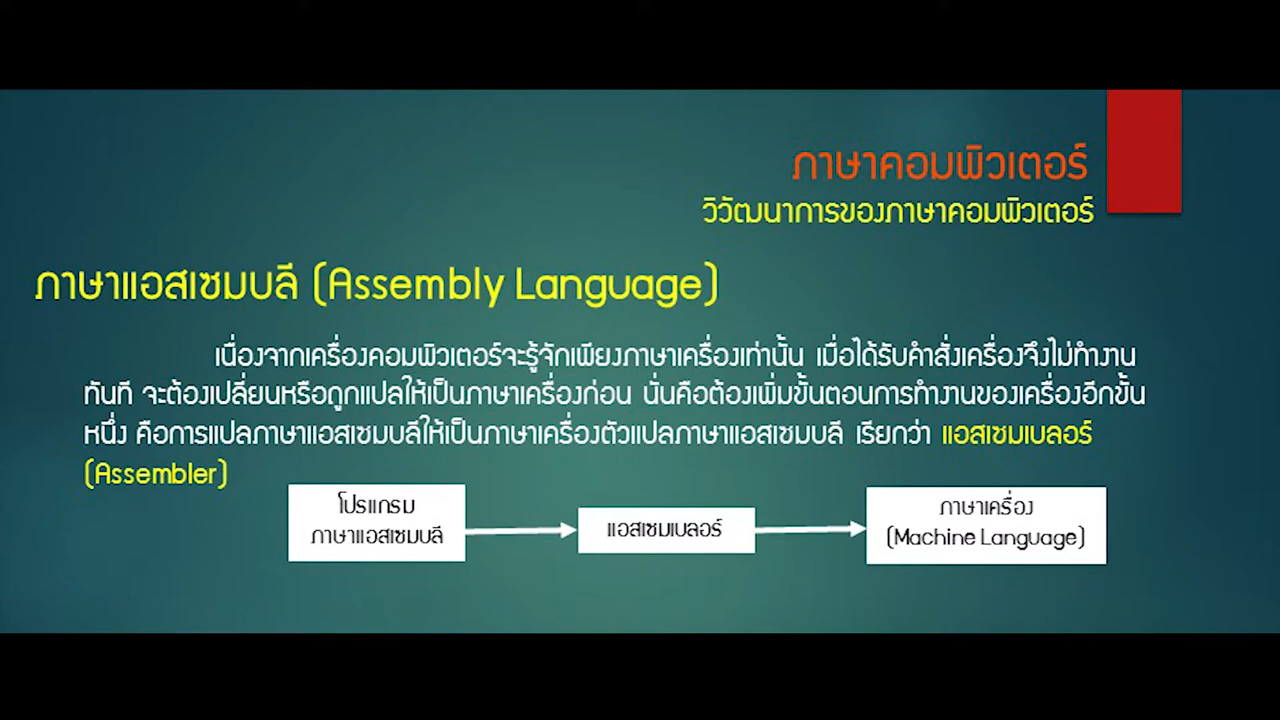 ภาษาคอมพิวเตอร์
วิวัฒนาการของภาษาคอมพิวเตอร์
ภาษาแอสเซมบลี (Assembly Language)
เนื่องจากเครื่องคอมพิวเตอร์จะรู้จักเพียงภาษาเครื่องเท่านั้น เมื่อได้รับคำสั่งเครื่องจึงไม่ทำงาน
ทันที จะต้องเปลี่ยนหรือถูกแปลให้เป็นภาษาเครื่องก่อน นั่นคือต้องเพิ่มขั้นตอนการทำงานของเครื่องอีกขั้น
หนึ่ง คือการแปลภาษาแอสเซมบลีให้เป็นภาษาเครื่องตัวแปลภาษาแอสเซมบลี เรียกว่า แอสเซมเบลอร์
(Assembler)
โปรแกรม
ภาษาแอสเซมบลี
แอสเซมเบลอร์
ภาษาเครื่อง
(Machine Language)